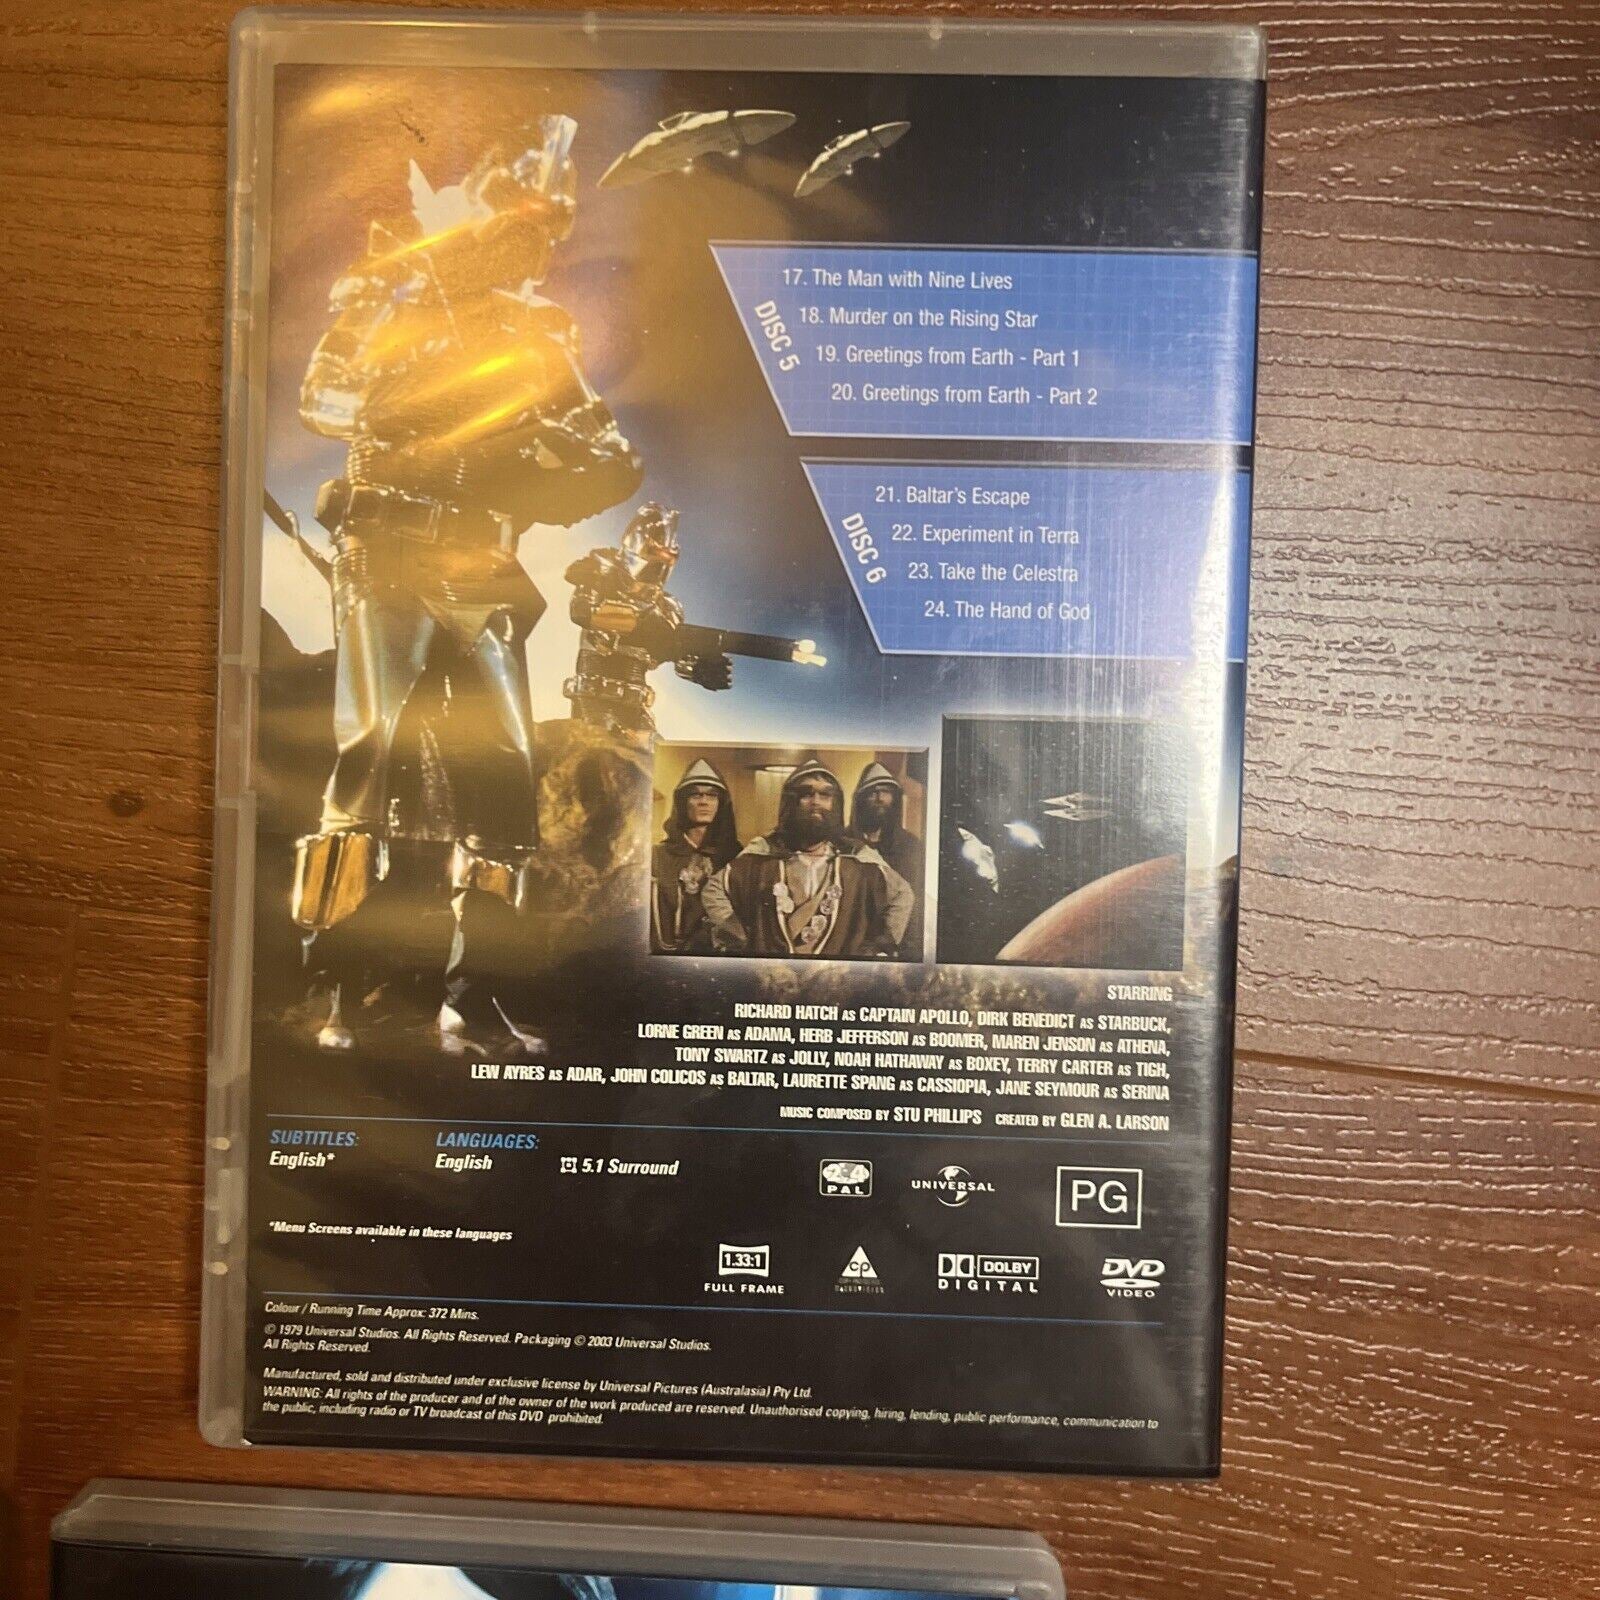 17. The Man with Nine Lives
18. Murder on the Rising Star
19. Greetings from Earth - Part 1
20. Greetings from Earth - Part 2
DISC 5
21. Baltar's Escape
22. Experiment in Terra
23. Take the Celestra
24. The Hand of God
DISC 6
STARRING
RICHARD HATCH AS CAPTAIN APOLLO, DIRK BENEDICT AS STARBUCK,
LORNE GREEN AS ADAMA, HERB JEFFERSON AS BOOMER, MAREN JENSON AS ATHENA,
TONY SWARTZ AS JOLLY, NOAH HATHAWAY AS BOXEY, TERRY CARTER AS TIGH,
LEW AYRES AS ADAR, JOHN COLICOS AS BALTAR, LAURETTE SPANG AS CASSIOPIA, JANE SEYMOUR AS SERINA
MUSIC COMPOSED BY STU PHILLIPS CREATED BY GLEN A. LARSON
SUBTITLES:
English*
LANGUAGES:
English
5.1 Surround
2·4
PAL
UNIVERSAL
PG
*Menu Screens available in these languages
1.33:1
FULL FRAME
cp
DOLBY
DIGITAL
DVD
VIDEO
Colour / Running Time Approx: 372 Mins.
© 1979 Universal Studios. All Rights Reserved. Packaging © 2003 Universal Studios.
All Rights Reserved.
Manufactured, sold and distributed under exclusive license by Universal Pictures (Australasia) Pty Ltd.
WARNING: All rights of the producer and of the owner of the work produced are reserved. Unauthorised copying, hiring, lending, public performance, communication to
the public, including radio or TV broadcast of this DVD prohibited.